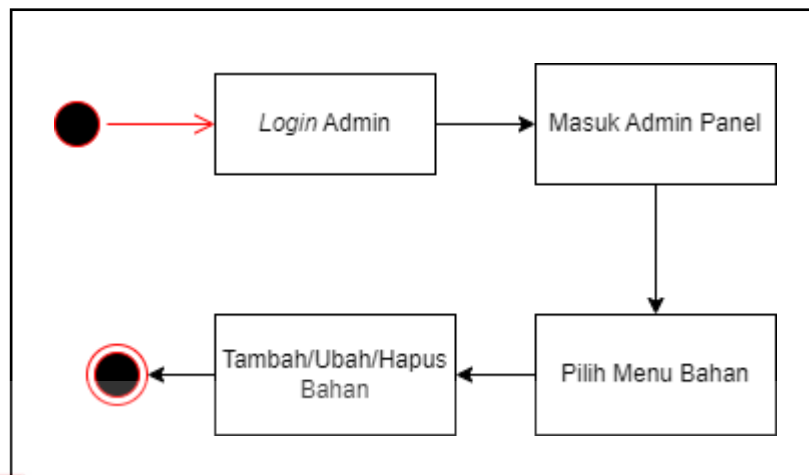 Login Admin
Masuk Admin Panel
Tambah/Ubah/Hapus
Bahan
Pilih Menu Bahan